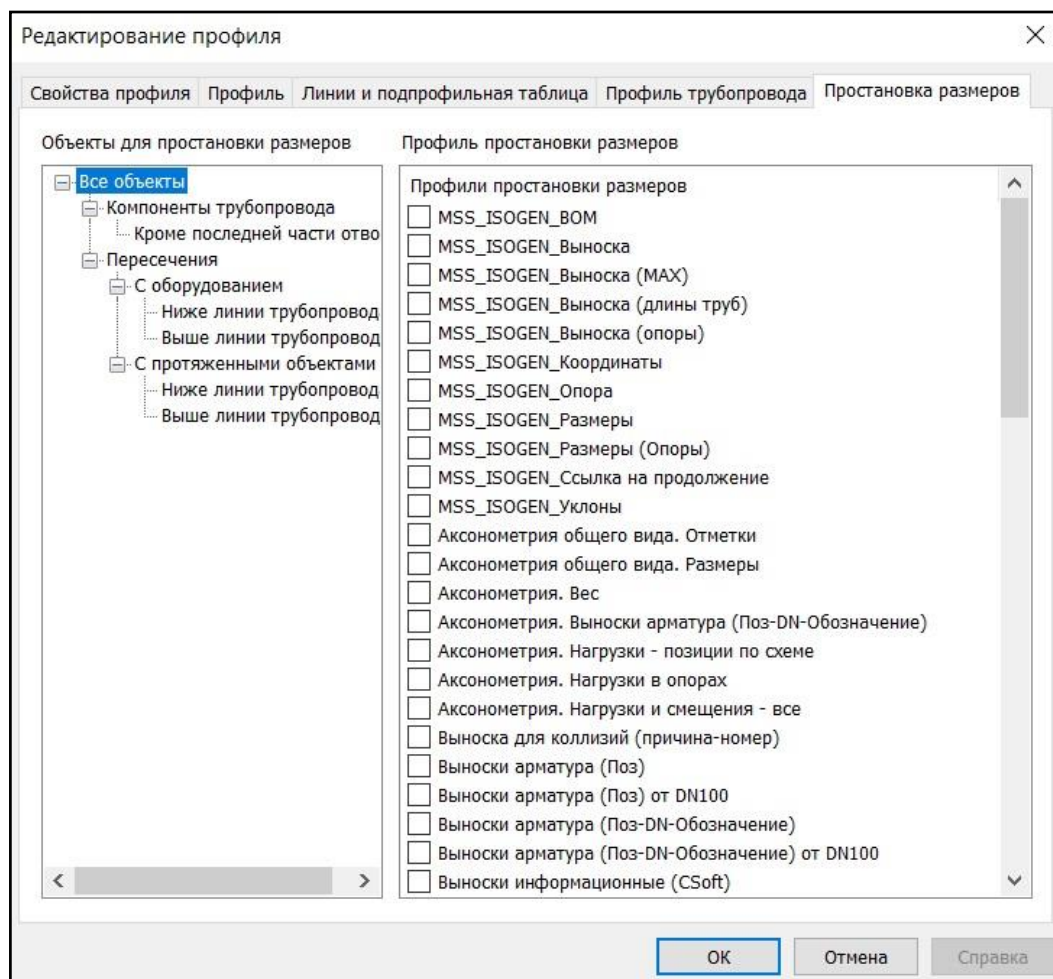 Редактирование профиля
Свойства профиля
Профиль
Линии и подпрофильная таблица
Профиль трубопровода
Простановка размеров
Объекты для простановки размеров
Все объекты
Компоненты трубопровода
Кроме последней части отво
Пересечения
С оборудованием
Ниже линии трубопровод
Выше линии трубопровод
С протяженными объектами
Ниже линии трубопровод
Выше линии трубопровод
Профиль простановки размеров
Профили простановки размеров
MSS_ISOGEN_BOM
MSS_ISOGEN_Выноска
MSS_ISOGEN_Выноска (MAX)
MSS_ISOGEN_Выноска (длины труб)
MSS_ISOGEN_Выноска (опоры)
MSS_ISOGEN_Координаты
MSS_ISOGEN_Опора
MSS_ISOGEN_Размеры
MSS_ISOGEN_Размеры (Опоры)
MSS_ISOGEN_Ссылка на продолжение
MSS_ISOGEN_Уклоны
Аксонометрия общего вида. Отметки
Аксонометрия общего вида. Размеры
Аксонометрия. Вес
Аксонометрия. Выноски арматура (Поз-DN-Обозначение)
Аксонометрия. Нагрузки - позиции по схеме
Аксонометрия. Нагрузки в опорах
Аксонометрия. Нагрузки и смещения - все
Выноска для коллизий (причина-номер)
Выноски арматура (Поз)
Выноски арматура (Поз) от DN100
Выноски арматура (Поз-DN-Обозначение)
Выноски арматура (Поз-DN-Обозначение) от DN100
Выноски информационные (CSoft)
ОК
Отмена
Справка